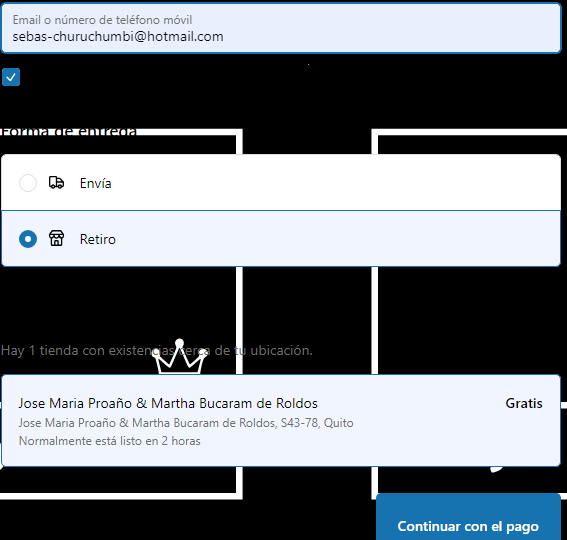 Email o número de teléfono móvil
sebas-churuchumbi@hotmail.com
Forma de entrega
Envía
Retiro
Hay 1 tienda con existencias cerca de tu ubicación.
Jose Maria Proaño & Martha Bucaram de Roldos Gratis
Jose Maria Proaño & Martha Bucaram de Roldos, S43-78, Quito
Normalmente está listo en 2 horas
Continuar con el pago